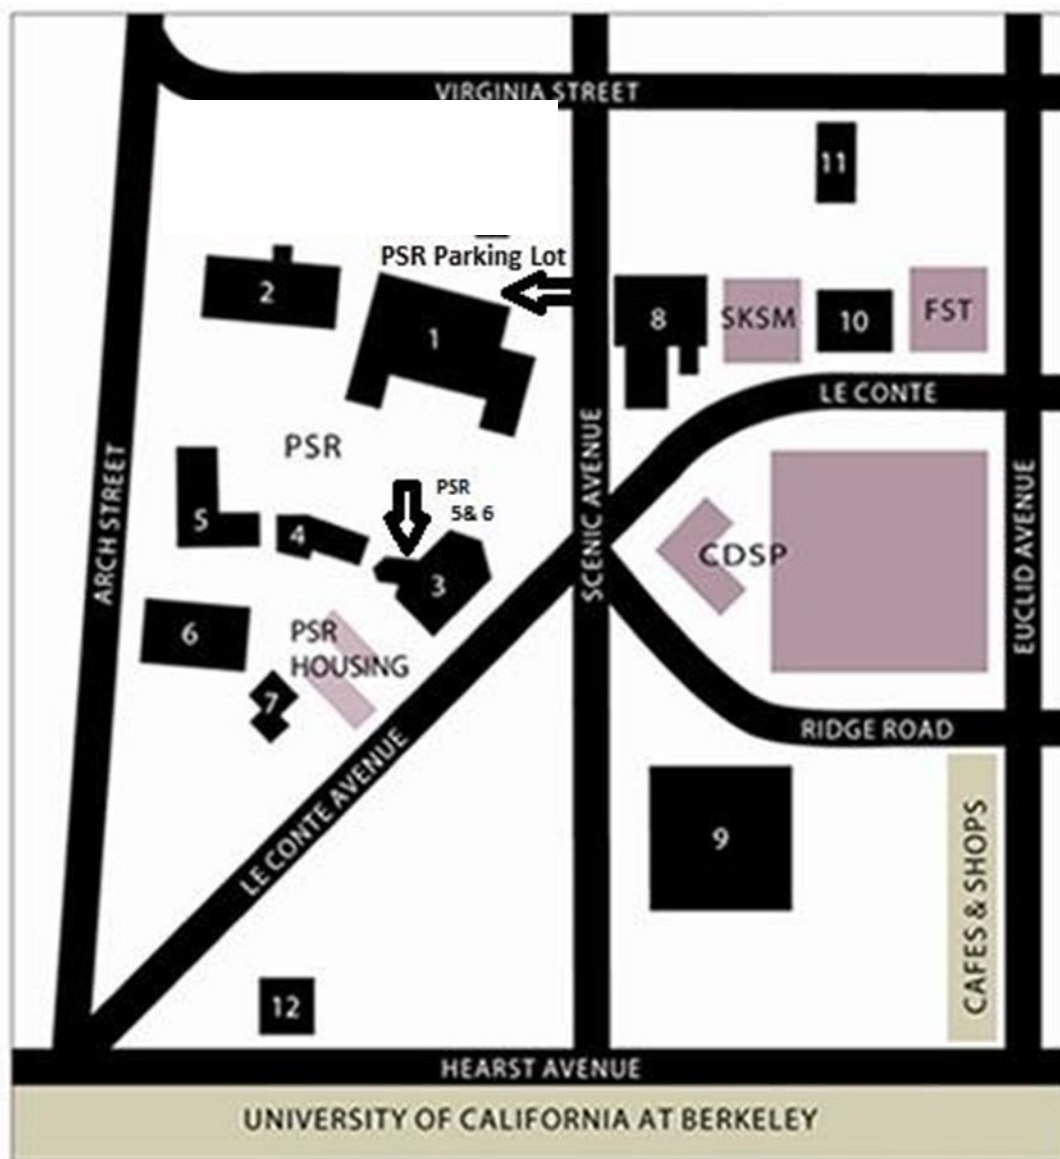 VIRGINIA STREET
11
PSR Parking Lot
2
1
8
SKSM
10
FST
LE CONTE
PSR
ARCH STREET
SCENIC AVENUE
EUCLID AVENUE
PSR
5& 6
5
4
3
CDSP
6
PSR
HOUSING
7
RIDGE ROAD
LE CONTE AVENUE
9
CAFES & SHOPS
12
HEARST AVENUE
UNIVERSITY OF CALIFORNIA AT BERKELEY